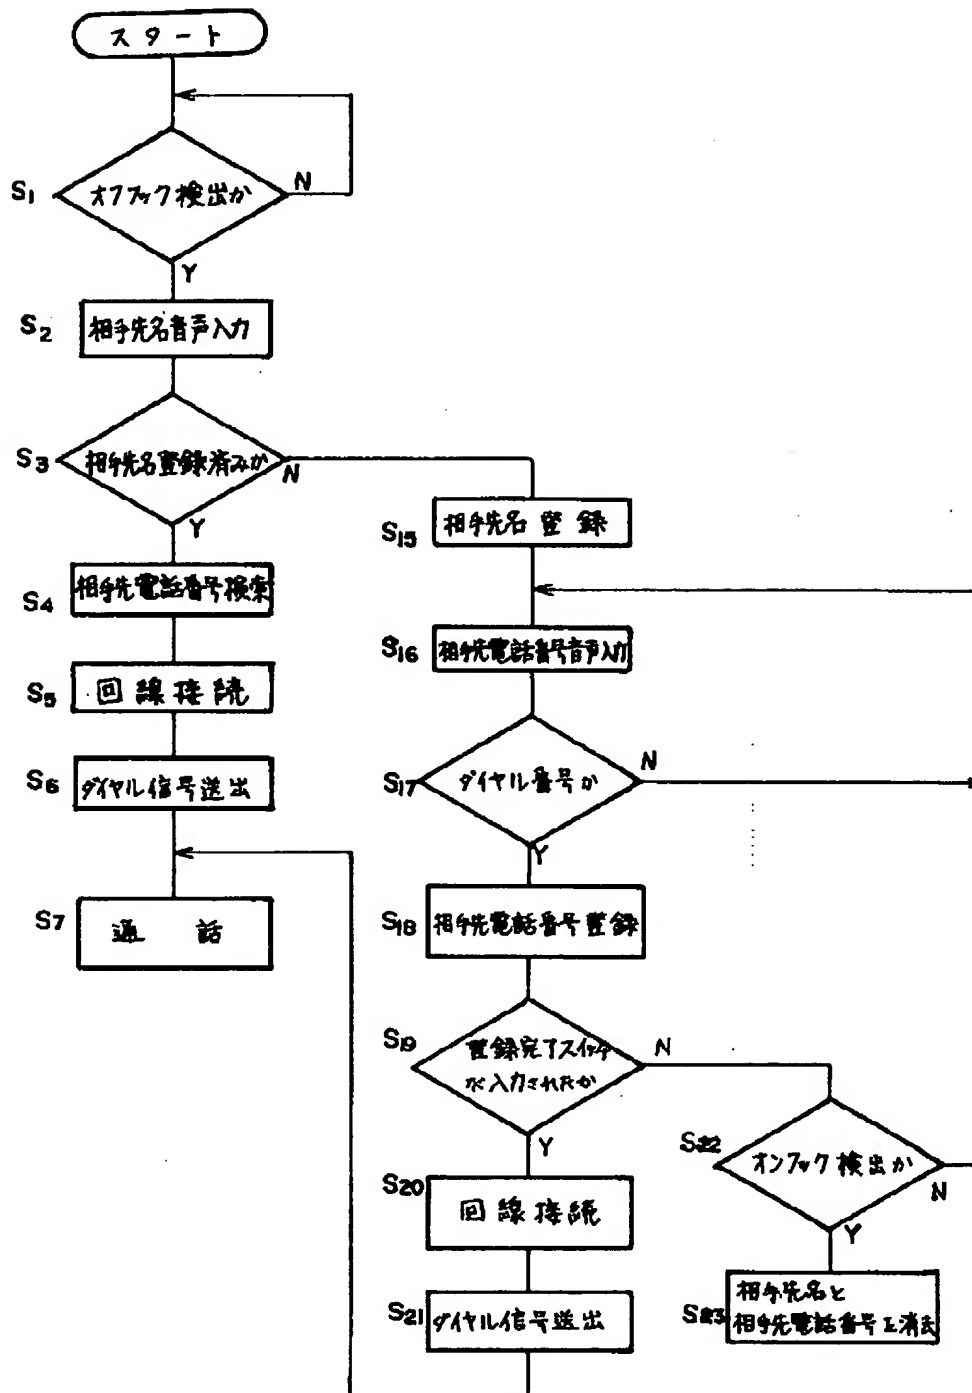 スタート
S1
オフフック検出か
N
Y
S2
相手先名音声入力
S3
相手先名登録済みか
N
Y
S4
相手先電話番号検索
S5
回線接続
S6
ダイヤル信号送出
S7
通話
S15
相手先名登録
S16
相手先電話番号音声入力
S17
ダイヤル番号か
N
Y
S18
相手先電話番号登録
S19
登録完了スイッチ
が入力されたか
N
Y
S20
回線接続
S21
ダイヤル信号送出
S22
オンフック検出か
N
Y
S23
相手先名と
相手先電話番号を消去